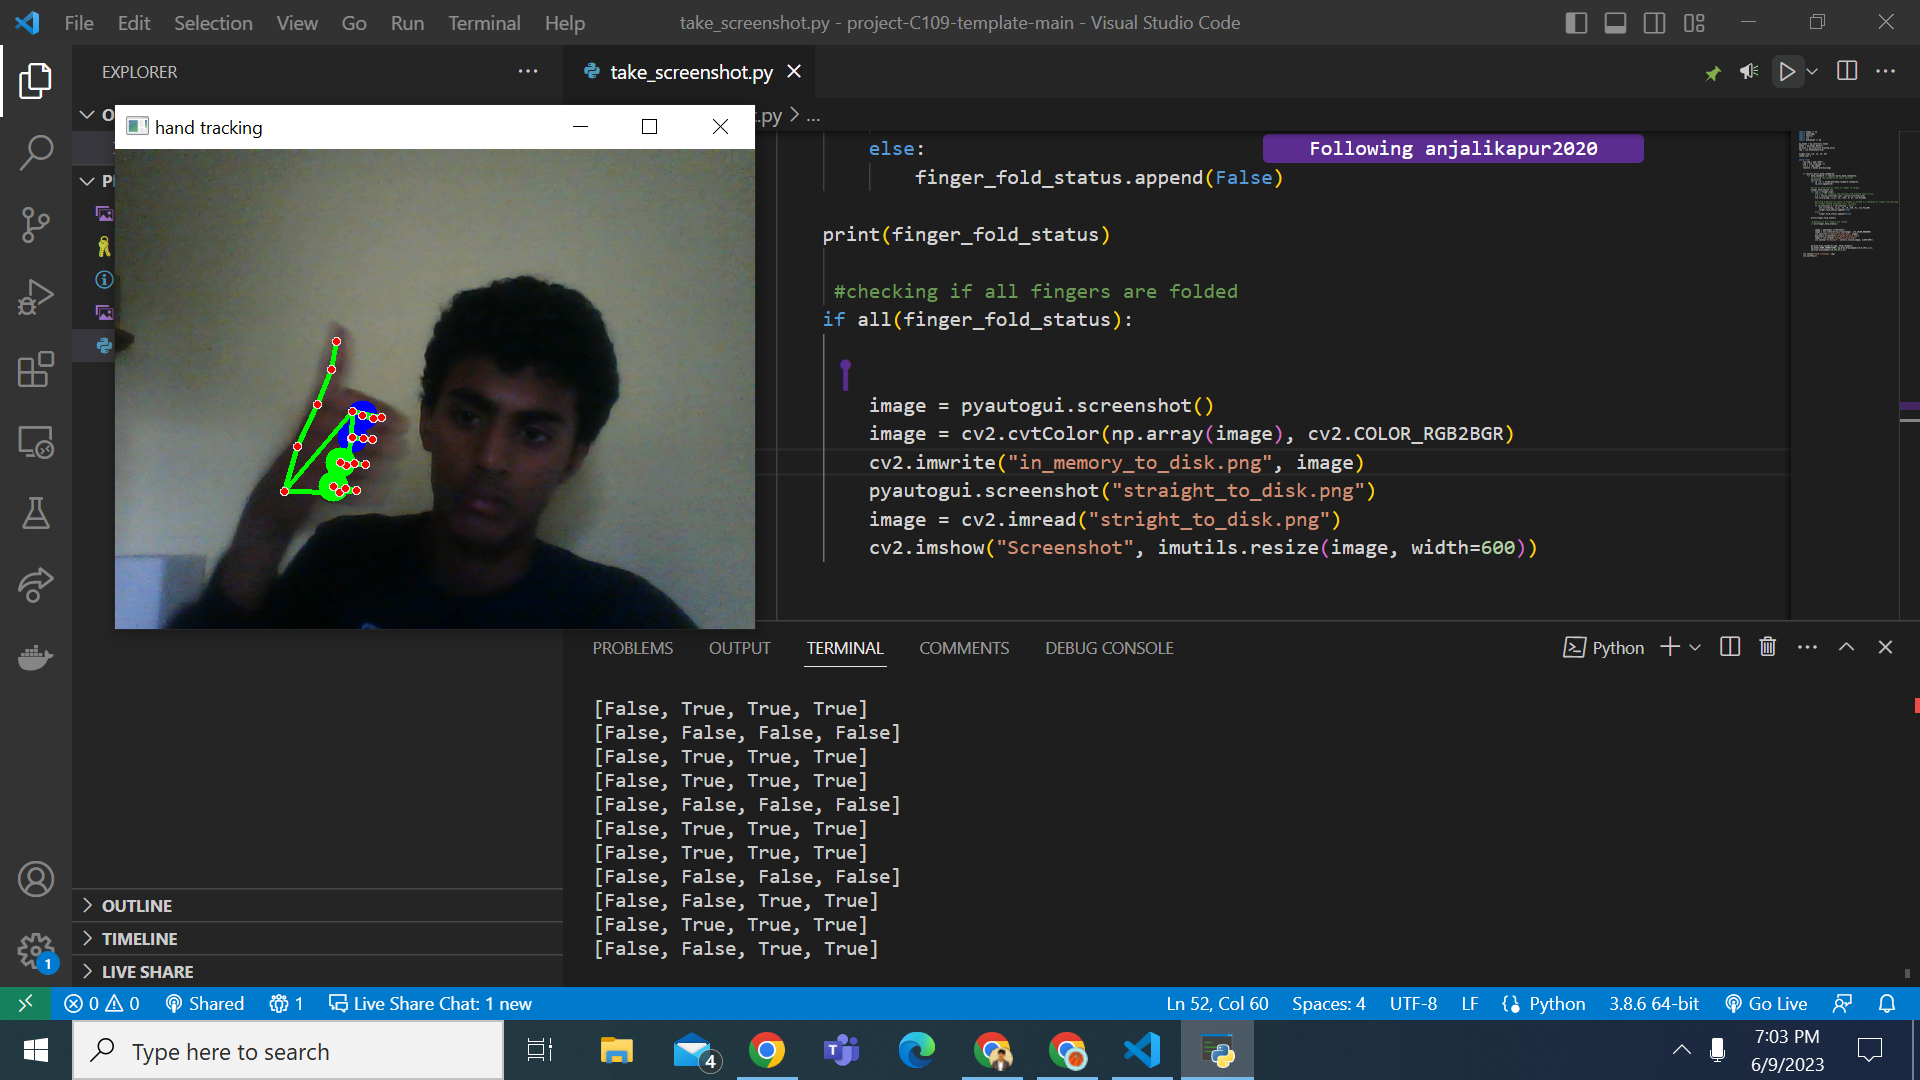 File Edit Selection View Go Run Terminal Help
take_screenshot.py - project-C109-template-main - Visual Studio Code
EXPLORER
take_screenshot.py
hand tracking
.py > ...
else:
Following anjalikapur2020
finger_fold_status.append(False)
print(finger_fold_status)
#checking if all fingers are folded
if all(finger_fold_status):
image = pyautogui.screenshot()
image = cv2.cvtColor(np.array(image), cv2.COLOR_RGB2BGR)
cv2.imwrite("in_memory_to_disk.png", image)
pyautogui.screenshot("straight_to_disk.png")
image = cv2.imread("stright_to_disk.png")
cv2.imshow("Screenshot", imutils.resize(image, width=600))
PROBLEMS OUTPUT TERMINAL COMMENTS DEBUG CONSOLE
Python
[False, True, True, True]
[False, False, False, False]
[False, True, True, True]
[False, True, True, True]
[False, False, False, False]
[False, True, True, True]
[False, True, True, True]
[False, False, False, False]
[False, False, True, True]
[False, True, True, True]
[False, False, True, True]
OUTLINE
TIMELINE
LIVE SHARE
1
0 0 Shared 1 Live Share Chat: 1 new
Ln 52, Col 60 Spaces: 4 UTF-8 LF Python 3.8.6 64-bit Go Live
Type here to search
4
7:03 PM
6/9/2023